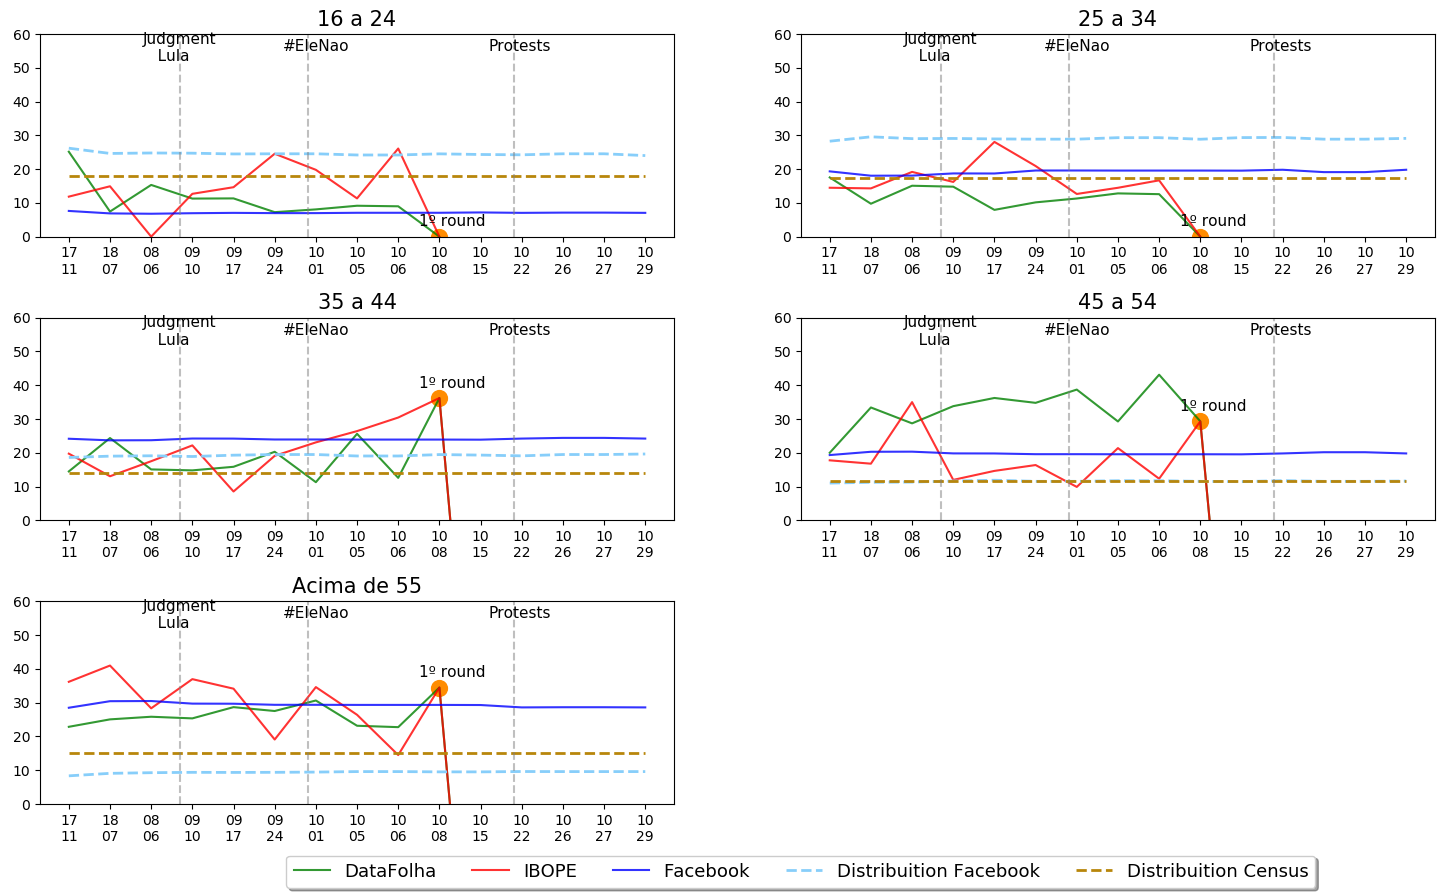 16 a 24
60
50
40
30
20
10
0
Judgment
Lula
#EleNao
Protests
1º round
17 18 08 09 09 09 10 10 10 10 10 10 10 10 10
11 07 06 10 17 24 01 05 06 08 15 22 26 27 29
25 a 34
60
50
40
30
20
10
0
Judgment
Lula
#EleNao
Protests
1º round
17 18 08 09 09 09 10 10 10 10 10 10 10 10 10
11 07 06 10 17 24 01 05 06 08 15 22 26 27 29
35 a 44
60
50
40
30
20
10
0
Judgment
Lula
#EleNao
Protests
1º round
17 18 08 09 09 09 10 10 10 10 10 10 10 10 10
11 07 06 10 17 24 01 05 06 08 15 22 26 27 29
45 a 54
60
50
40
30
20
10
0
Judgment
Lula
#EleNao
Protests
1º round
17 18 08 09 09 09 10 10 10 10 10 10 10 10 10
11 07 06 10 17 24 01 05 06 08 15 22 26 27 29
Acima de 55
60
50
40
30
20
10
0
Judgment
Lula
#EleNao
Protests
1º round
17 18 08 09 09 09 10 10 10 10 10 10 10 10 10
11 07 06 10 17 24 01 05 06 08 15 22 26 27 29
DataFolha IBOPE Facebook Distribuition Facebook Distribuition Census